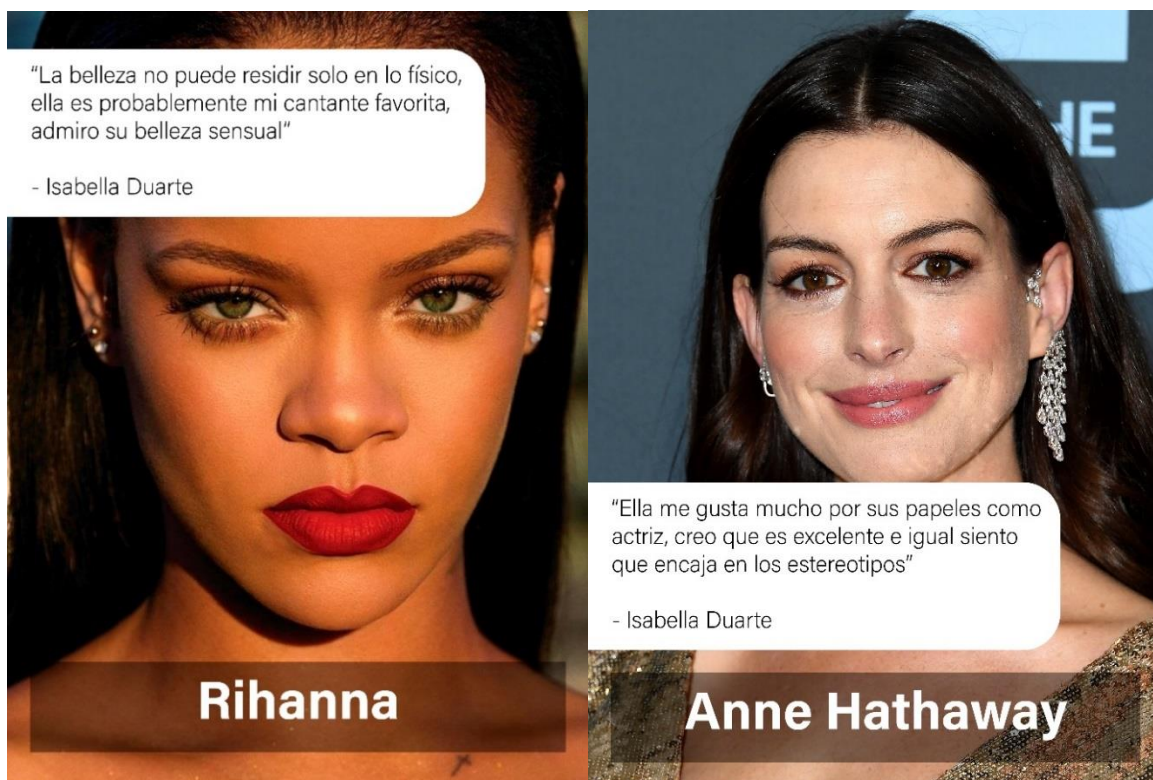 “La belleza no puede residir solo en lo físico,
ella es probablemente mi cantante favorita,
admiro su belleza sensual“
- Isabella Duarte
Rihanna
HE
“Ella me gusta mucho por sus papeles como
actriz, creo que es excelente e igual siento
que encaja en los estereotipos”
- Isabella Duarte
Anne Hathaway